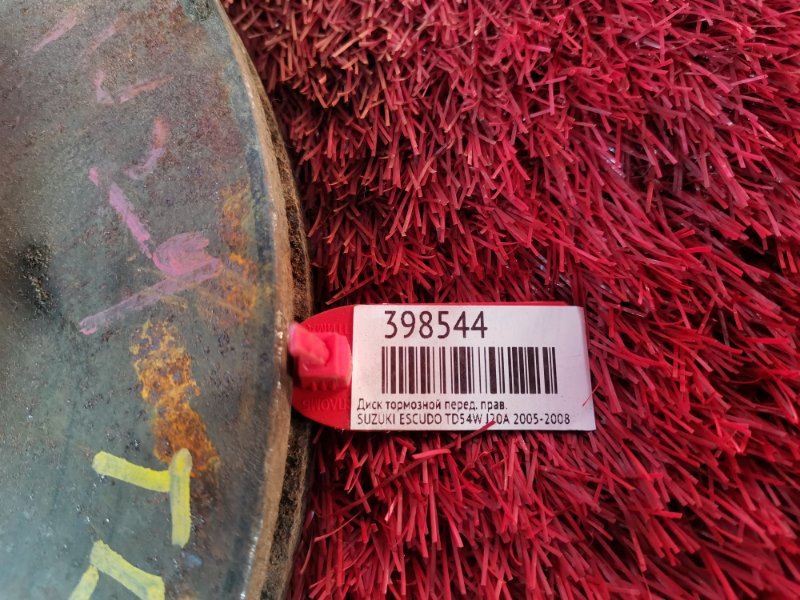 398544
Диск тормозной перед. прав.
SUZUKI ESCUDO TD54W J20A 2005-2008